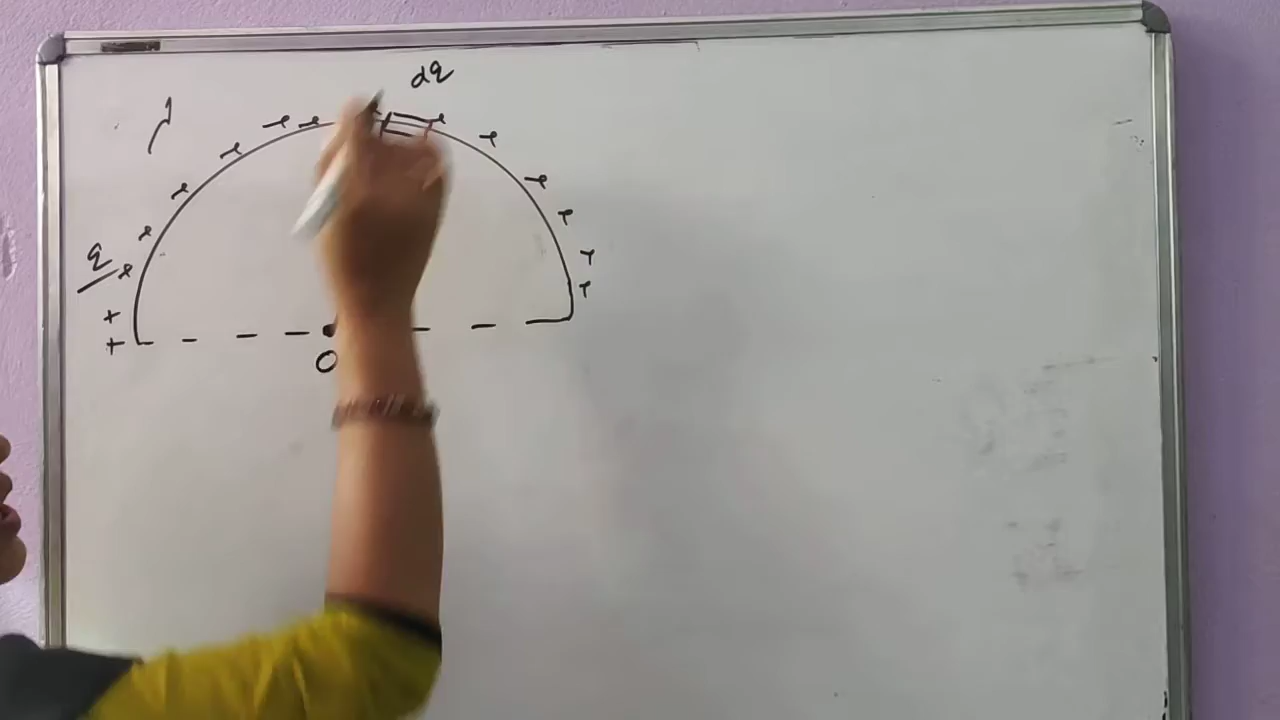 dq
λ
q
+ + + + + + + + + + + + + + +
O